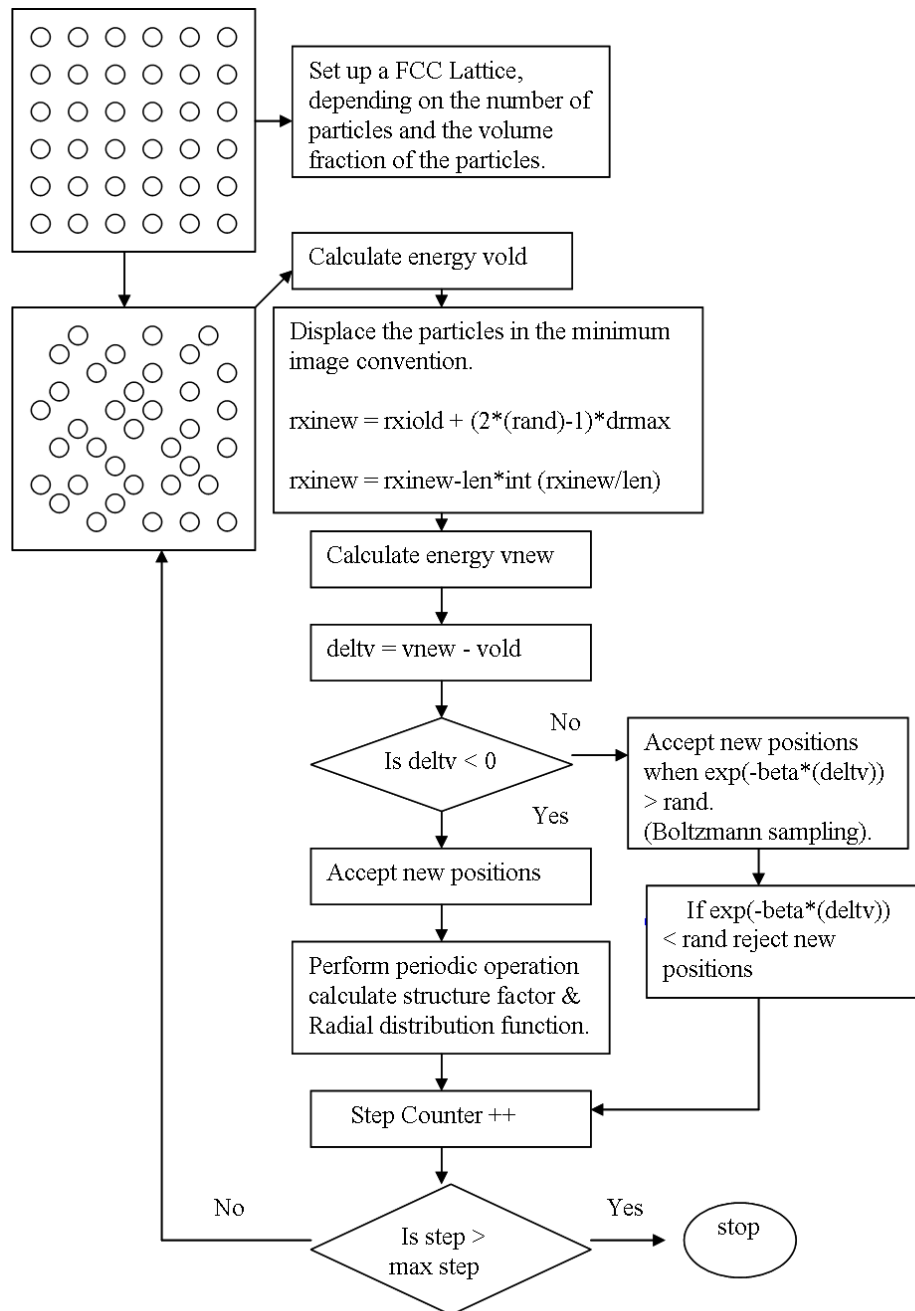 Set up a FCC Lattice,
depending on the number of
particles and the volume
fraction of the particles.
Calculate energy vold
Displace the particles in the minimum
image convention.
rxinew = rxiold + (2*(rand)-1)*drmax
rxinew = rxinew-len*int (rxinew/len)
Calculate energy vnew
deltv = vnew - vold
Is deltv < 0
No
Yes
Accept new positions
when exp(-beta*(deltv))
> rand.
(Boltzmann sampling).
Accept new positions
If exp(-beta*(deltv))
< rand reject new
positions
Perform periodic operation
calculate structure factor &
Radial distribution function.
Step Counter ++
No
Is step >
max step
Yes
stop